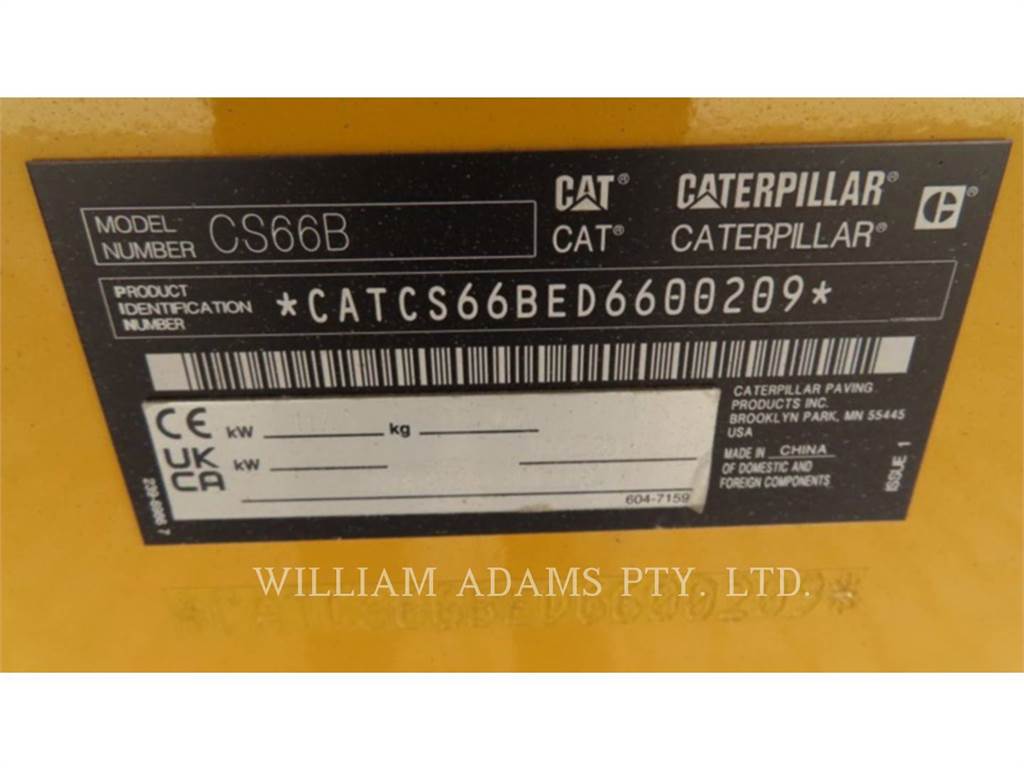 MODEL
NUMBER CS66B
CAT® CATERPILLAR®
CAT® CATERPILLAR®
PRODUCT
IDENTIFICATION
NUMBER
*CATCS66BED6600209*
CE kW kg
UK
CA kW
604-7159
CATERPILLAR PAVING
PRODUCTS INC.
BROOKLYN PARK, MN 55445
USA
MADE IN CHINA
OF DOMESTIC AND
FOREIGN COMPONENTS
ISSUE 1
WILLIAM ADAMS PTY. LTD.